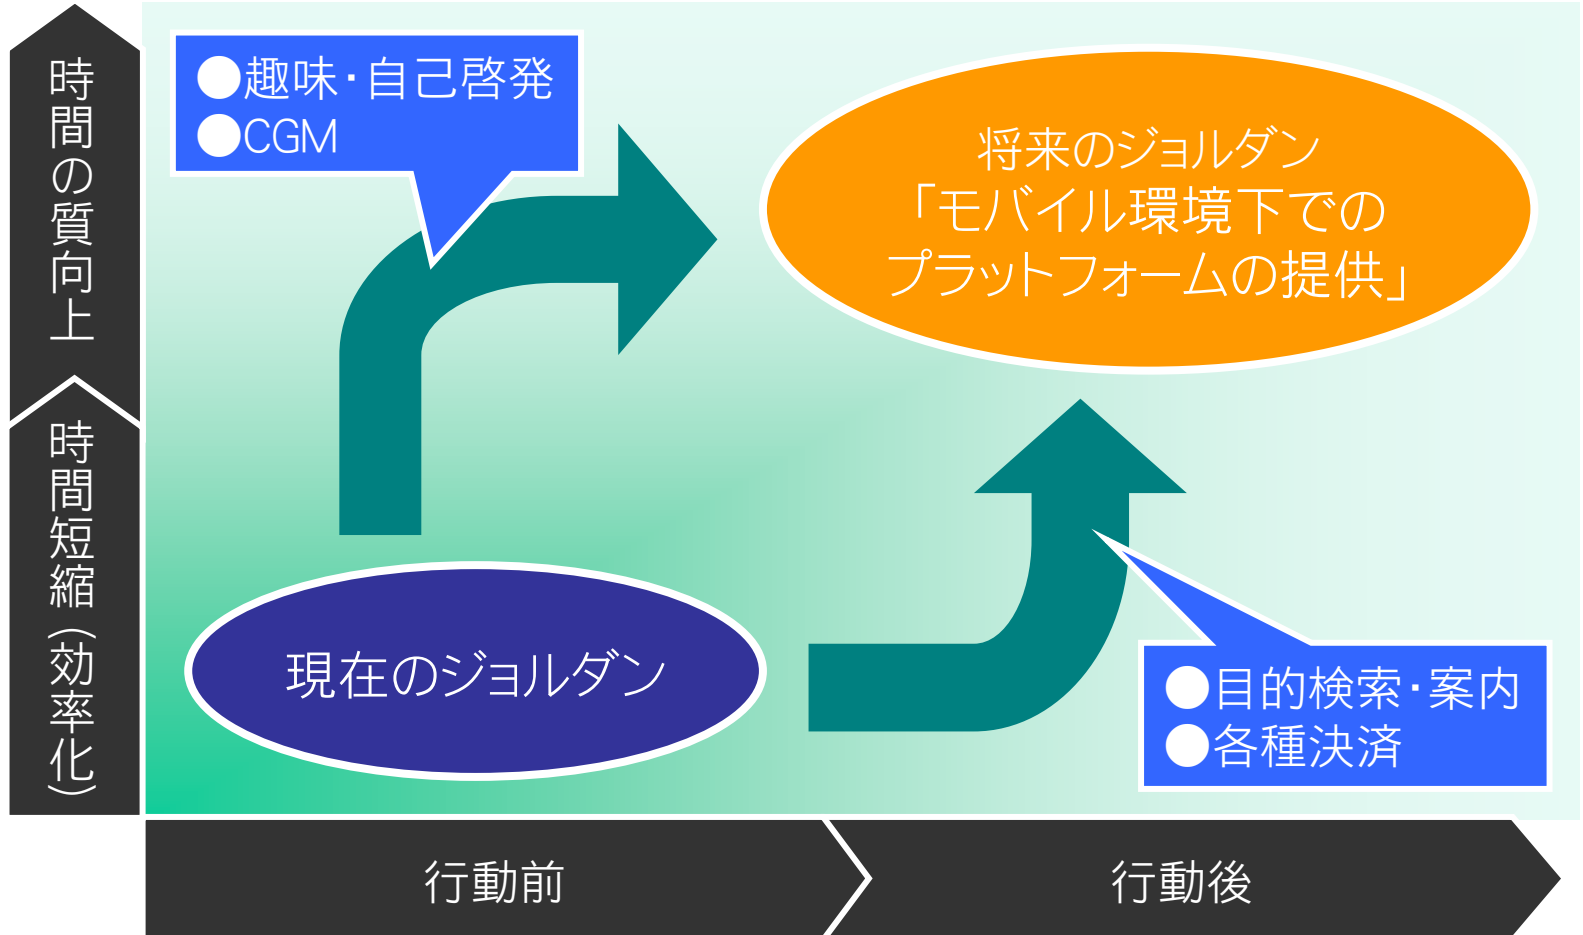 時間の質向上
時間短縮（効率化）
●趣味・自己啓発
●CGM
将来のジョルダン
「モバイル環境下での
プラットフォームの提供」
現在のジョルダン
●目的検索・案内
●各種決済
行動前
行動後